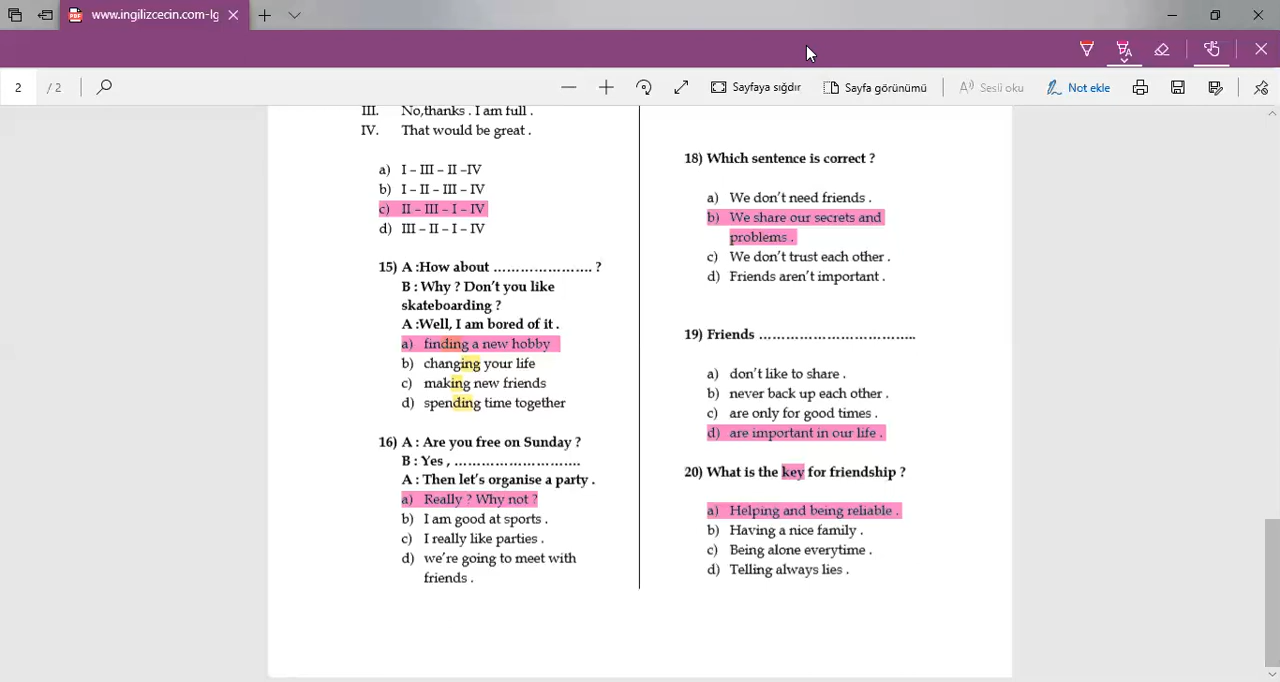 www.ingilizcecin.com-lg
2
/ 2
Sayfaya sığdır
Sayfa görünümü
Sesli oku
Not ekle
III. No,thanks . I am full .
IV. That would be great .
a) I – III – II –IV
b) I – II – III – IV
c) II – III – I – IV
d) III – II – I – IV
15) A :How about …………………. ?
B : Why ? Don't you like
skateboarding ?
A :Well, I am bored of it .
a) finding a new hobby
b) changing your life
c) making new friends
d) spending time together
16) A : Are you free on Sunday ?
B : Yes , ……………………….
A : Then let's organise a party .
a) Really ? Why not ?
b) I am good at sports .
c) I really like parties .
d) we're going to meet with
friends .
18) Which sentence is correct ?
a) We don't need friends .
b) We share our secrets and
problems .
c) We don't trust each other .
d) Friends aren't important .
19) Friends ……………………………..
a) don't like to share .
b) never back up each other .
c) are only for good times .
d) are important in our life .
20) What is the key for friendship ?
a) Helping and being reliable .
b) Having a nice family .
c) Being alone everytime .
d) Telling always lies .